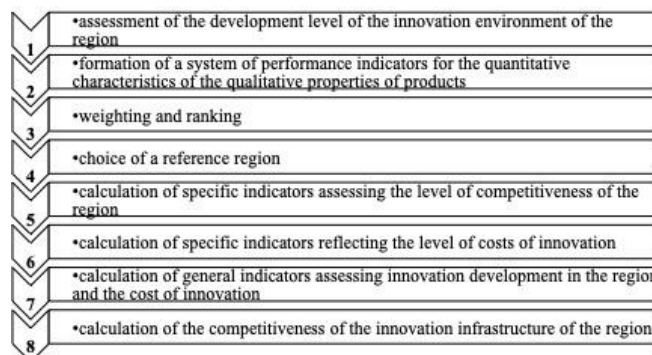 1
•assessment of the development level of the innovation environment of the
region
2
•formation of a system of performance indicators for the quantitative
characteristics of the qualitative properties of products
3
•weighting and ranking
4
•choice of a reference region
5
•calculation of specific indicators assessing the level of competitiveness of the
region
6
•calculation of specific indicators reflecting the level of costs of innovation
7
•calculation of general indicators assessing innovation development in the region
and the cost of innovation
8
•calculation of the competitiveness of the innovation infrastructure of the region